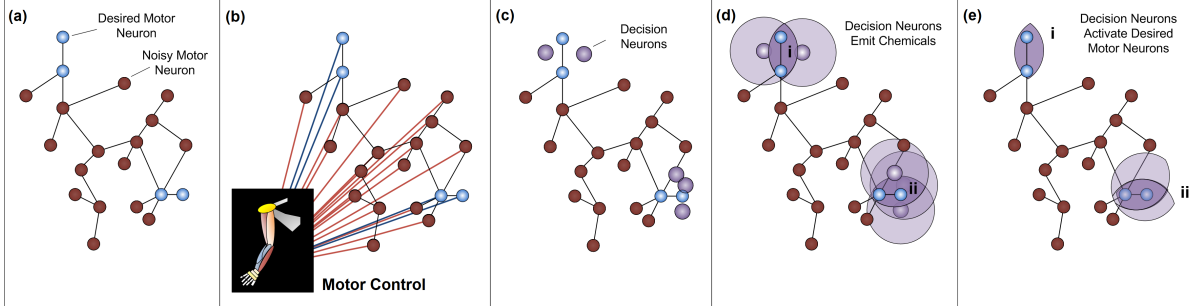 (a)
Desired Motor
Neuron
Noisy Motor
Neuron
(b)
Motor Control
(c)
Decision
Neurons
(d)
Decision Neurons
Emit Chemicals
i
ii
(e)
Decision Neurons
Activate Desired
Motor Neurons
i
ii